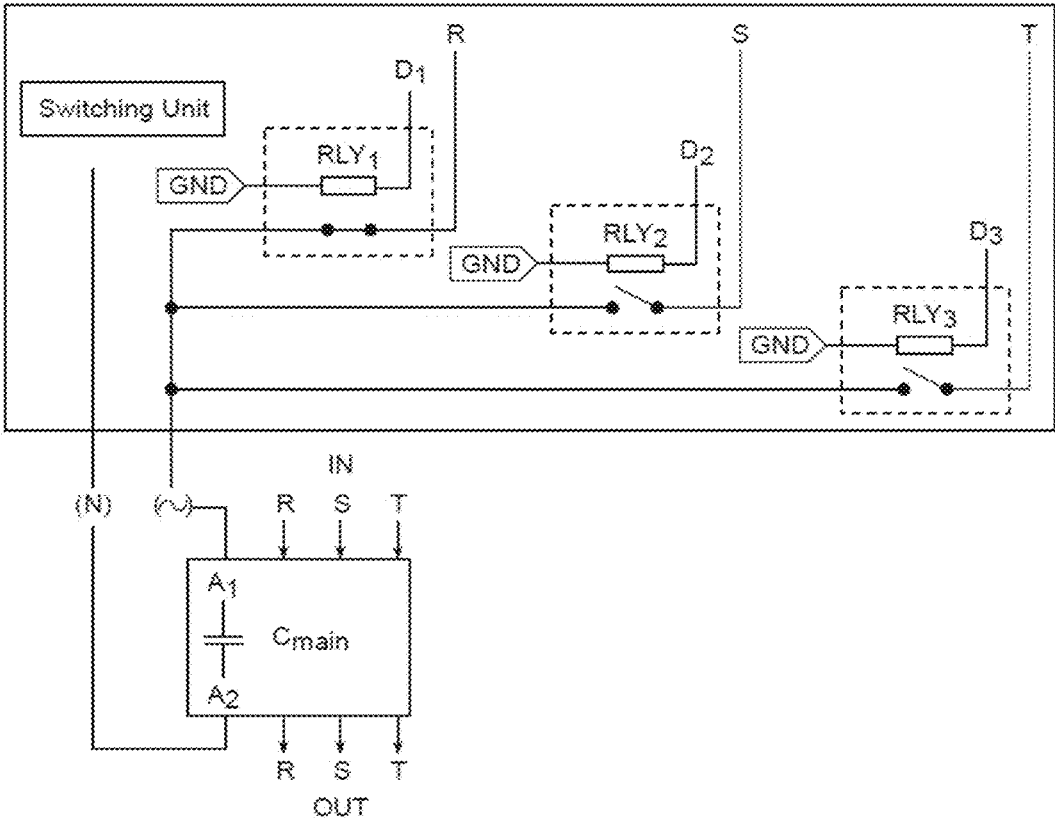 R S T
D1
Switching Unit
RLY1
GND
D2
RLY2
GND
D3
RLY3
GND
IN
(N) (~) R S T
A1
Cmain
A2
R S T
OUT